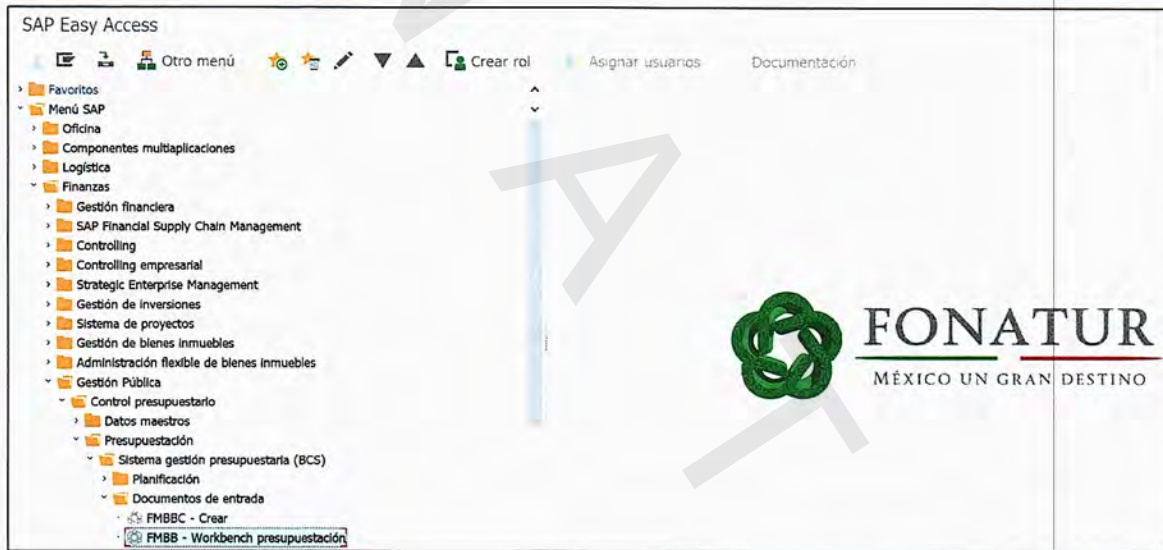 SAP Easy Access
Otro menú Crear rol Asignar usuarios Documentación
Favoritos
Menú SAP
Oficina
Componentes multiaplicaciones
Logística
Finanzas
Gestión financiera
SAP Financial Supply Chain Management
Controlling
Controlling empresarial
Strategic Enterprise Management
Gestión de inversiones
Sistema de proyectos
Gestión de bienes inmuebles
Administración flexible de bienes inmuebles
Gestión Pública
Control presupuestario
Datos maestros
Presupuestación
Sistema gestión presupuestaria (BCS)
Planificación
Documentos de entrada
FMBBC - Crear
FMBB - Workbench presupuestación
FONATUR
MÉXICO UN GRAN DESTINO